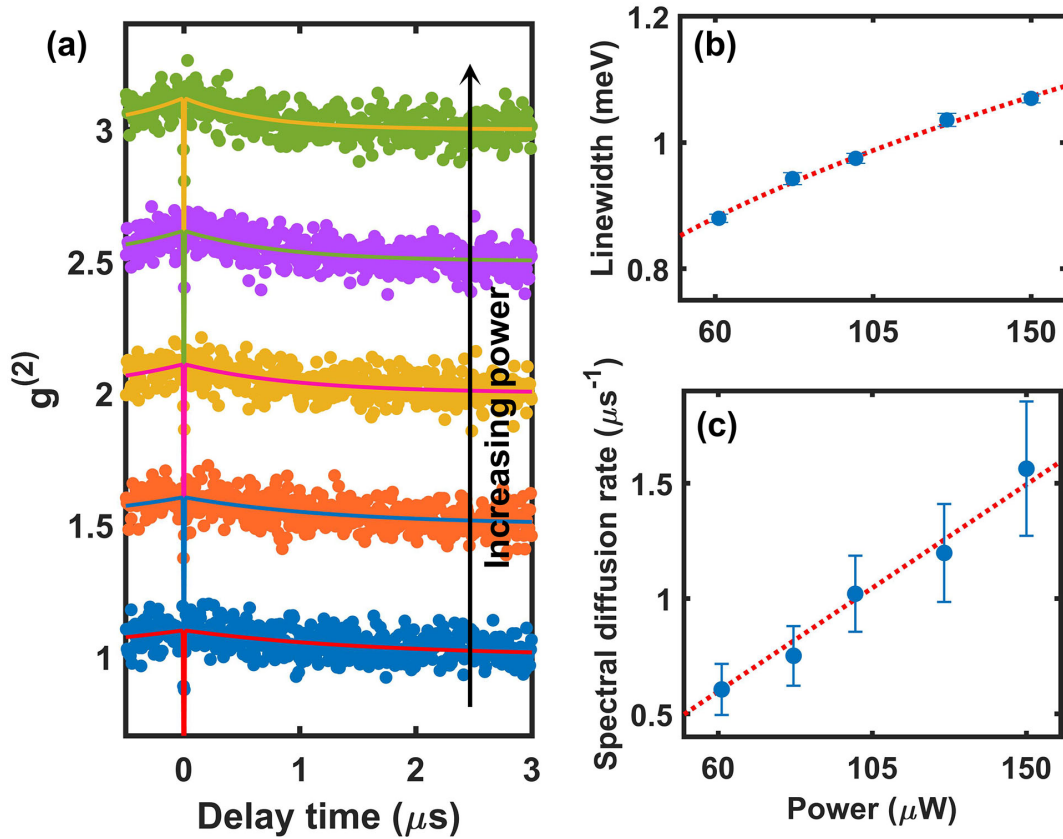 (a)
g(2)
3
2.5
2
1.5
1
0
1
2
3
Delay time (μs)
Increasing power
(b)
Linewidth (meV)
1.2
1
0.8
60
105
150
(c)
Spectral diffusion rate (μs-1)
1.5
1
0.5
60
105
150
Power (μW)